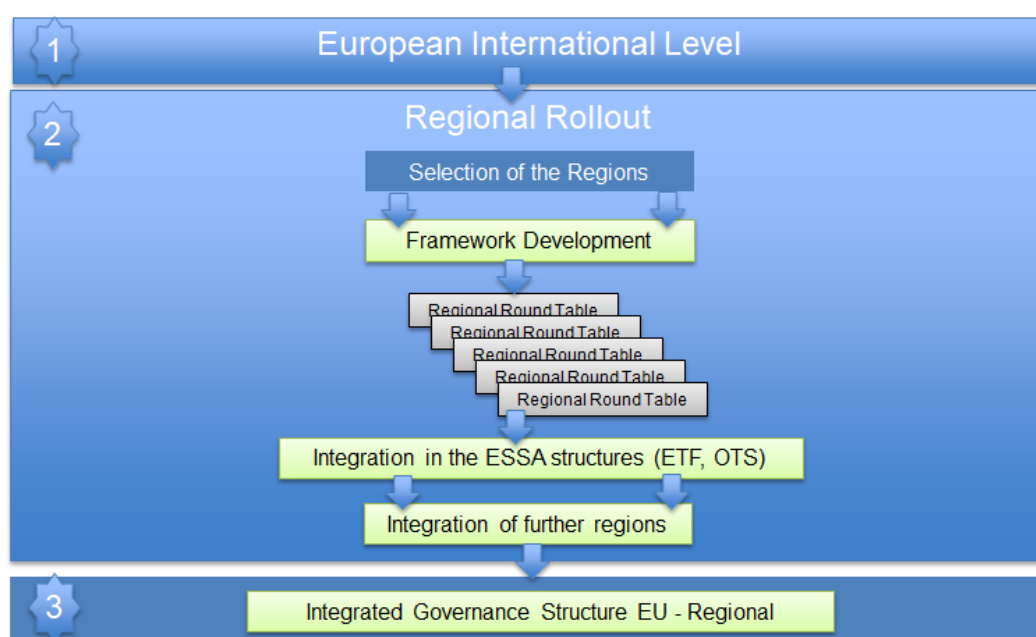 1
European International Level
2
Regional Rollout
Selection of the Regions
Framework Development
Regional Round Table
Regional Round Table
Regional Round Table
Regional Round Table
Regional Round Table
Integration in the ESSA structures (ETF, OTS)
Integration of further regions
3
Integrated Governance Structure EU - Regional